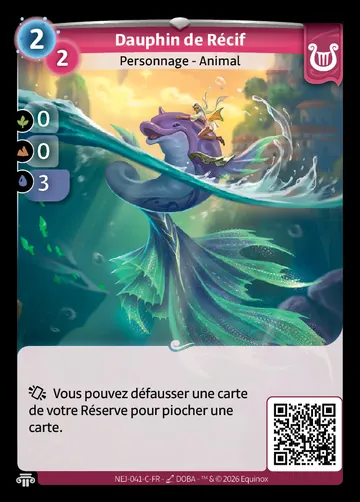 2
Dauphin de Récif
2
Personnage - Animal
0
0
3
Vous pouvez défausser une carte
de votre Réserve pour piocher une
carte.
NEJ-041-C-FR - DOBA - ™ & © 2026 Equinox